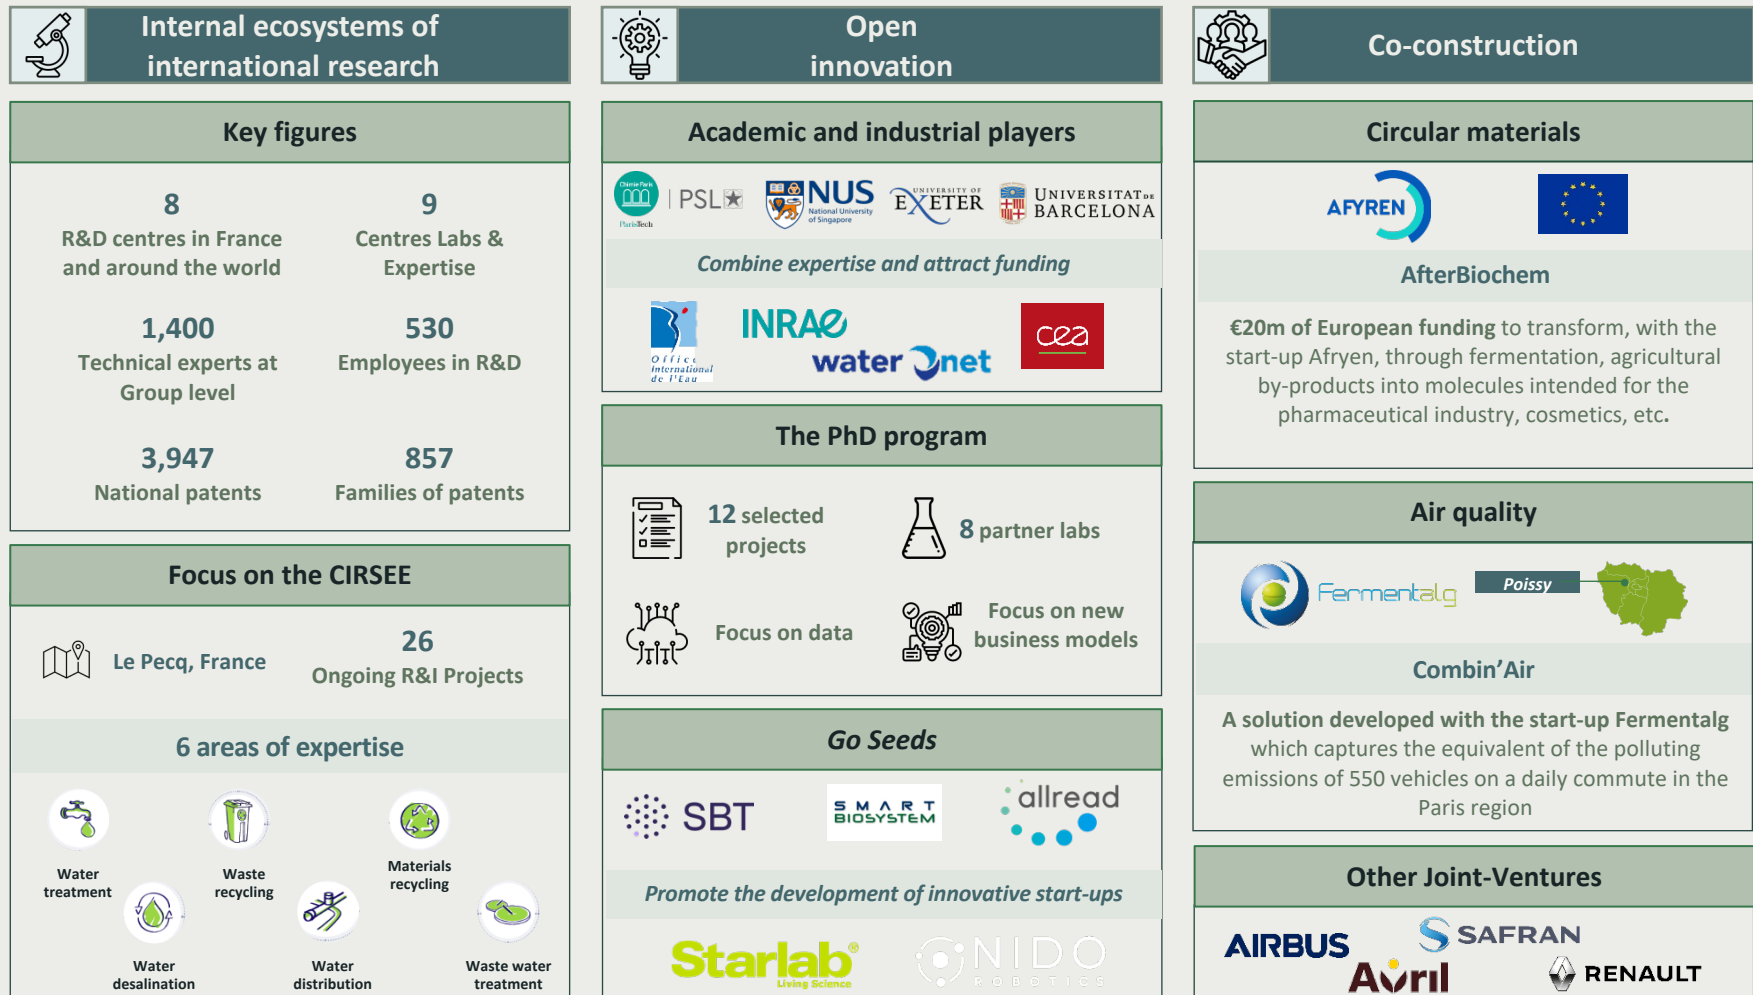 Internal ecosystems of
international research
Key figures
8
R&D centres in France
and around the world
9
Centres Labs &
Expertise
1,400
Technical experts at
Group level
530
Employees in R&D
3,947
National patents
857
Families of patents
Focus on the CIRSEE
Le Pecq, France
26
Ongoing R&I Projects
6 areas of expertise
Water
treatment
Waste
recycling
Materials
recycling
Water
desalination
Water
distribution
Waste water
treatment
Open
innovation
Academic and industrial players
Chimie Paris
ParisTech
PSL
NUS
National University
of Singapore
UNIVERSITY OF
EXETER
UNIVERSITAT DE
BARCELONA
Combine expertise and attract funding
Office
International
de l'Eau
INRAE
water net
cea
The PhD program
12 selected
projects
8 partner labs
Focus on data
Focus on new
business models
Go Seeds
SBT
SMART
BIOSYSTEM
allread
Promote the development of innovative start-ups
Starlab®
Living Science
NIDO
ROBOTICS
Co-construction
Circular materials
AFYREN
AfterBiochem
€20m of European funding to transform, with the
start-up Afryen, through fermentation, agricultural
by-products into molecules intended for the
pharmaceutical industry, cosmetics, etc.
Air quality
Fermentalg
Poissy
Combin’Air
A solution developed with the start-up Fermentalg
which captures the equivalent of the polluting
emissions of 550 vehicles on a daily commute in the
Paris region
Other Joint-Ventures
AIRBUS
SAFRAN
Avril
RENAULT